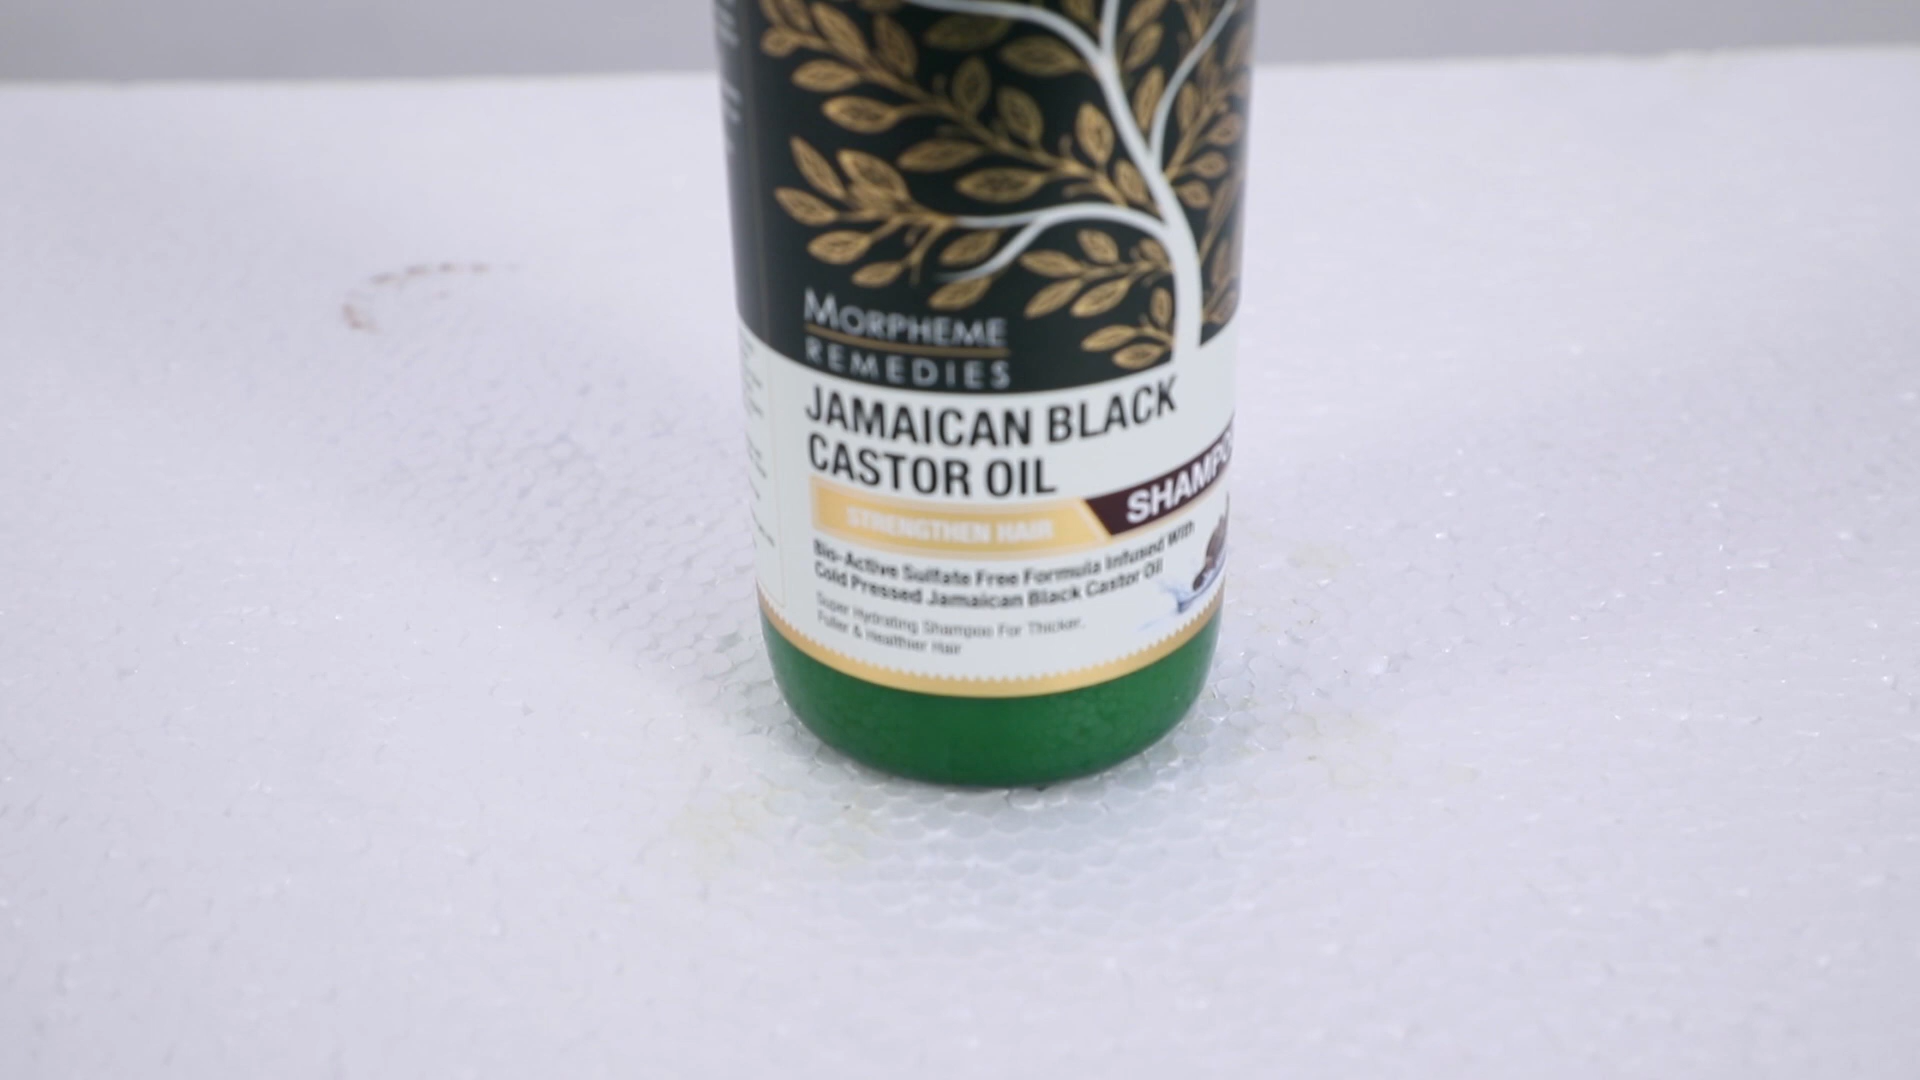 MORPHEME
REMEDIES
JAMAICAN BLACK
CASTOR OIL
SHAMPO
STRENGTHEN HAIR
Bio-Active Sulfate Free Formula Infused With
Cold Pressed Jamaican Black Castor Oil
Super Hydrating Shampoo For Thicker,
Fuller & Healthier Hair